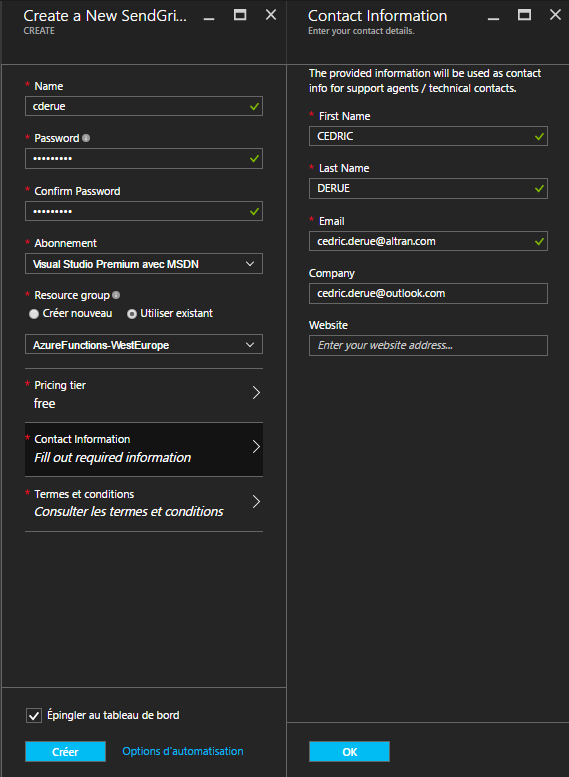 Create a New SendGri...
CREATE
* Name
cderue
* Password
•••••••••
* Confirm Password
•••••••••
* Abonnement
Visual Studio Premium avec MSDN
* Resource group
Créer nouveau
Utiliser existant
AzureFunctions-WestEurope
* Pricing tier
free
* Contact Information
Fill out required information
* Termes et conditions
Consulter les termes et conditions
Épingler au tableau de bord
Créer
Options d'automatisation
Contact Information
Enter your contact details.
The provided information will be used as contact
info for support agents / technical contacts.
* First Name
CEDRIC
* Last Name
DERUE
* Email
cedric.derue@altran.com
Company
cedric.derue@outlook.com
Website
Enter your website address...
OK